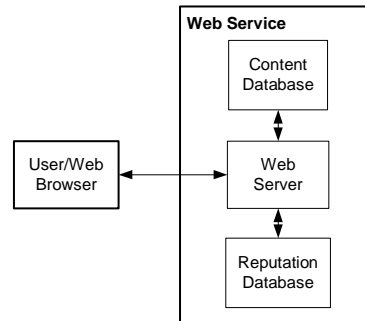 Web Service
Content
Database
User/Web
Browser
Web
Server
Reputation
Database